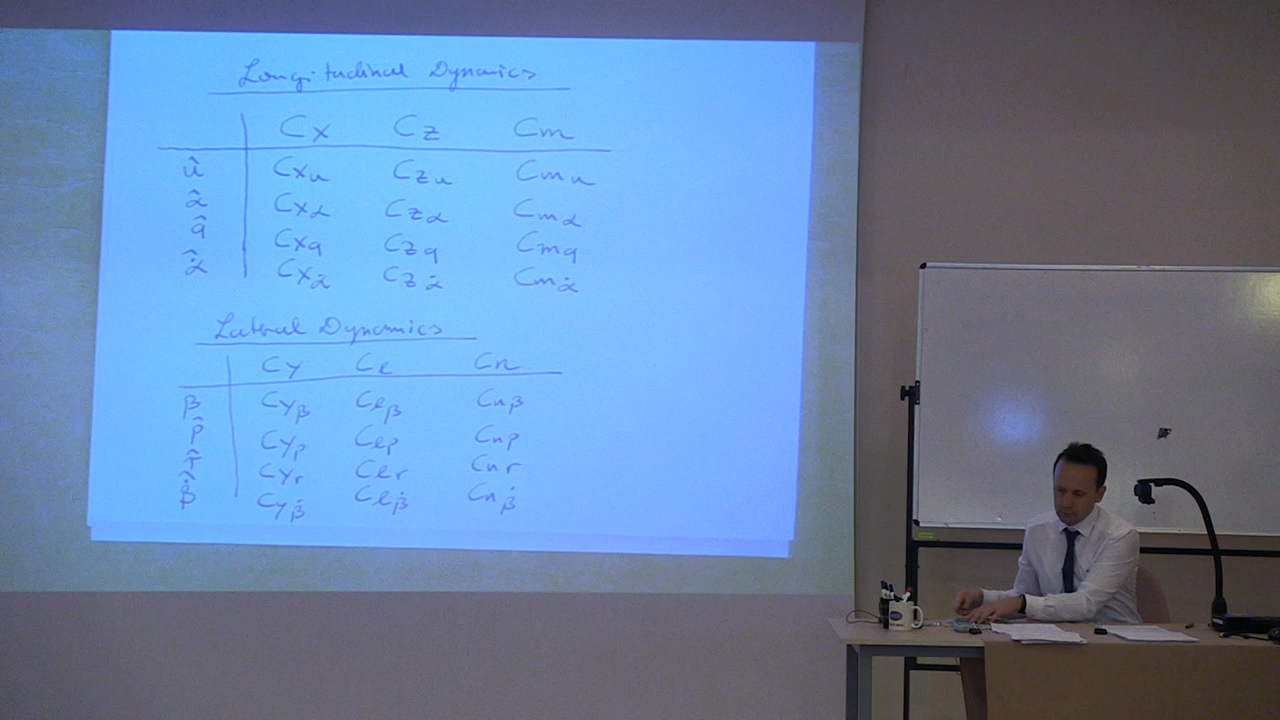 Longitudinal Dynamics
Cx Cz Cm
û Cxu Czu Cmu
α̂ Cxα Czα Cmα
q̂ Cxq Czq Cmq
α̇̂ Cxα̇ Czα̇ Cmα̇
Lateral Dynamics
Cy Cl Cn
β Cyβ Clβ Cnβ
p̂ Cyp Clp Cnp
r̂ Cyr Clr Cnr
β̇̂ Cyβ̇ Clβ̇ Cnβ̇